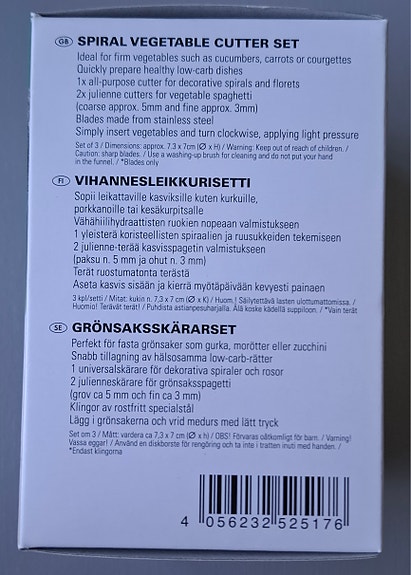 GB SPIRAL VEGETABLE CUTTER SET
Ideal for firm vegetables such as cucumbers, carrots or courgettes
Quickly prepare healthy low-carb dishes
1x all-purpose cutter for decorative spirals and florets
2x julienne cutters for vegetable spaghetti
(coarse approx. 5mm and fine approx. 3mm)
Blades made from stainless steel
Simply insert vegetables and turn clockwise, applying light pressure
Set of 3 / Dimensions: approx. 7.3 x 7cm (Ø x H) / Warning: Keep out of reach of children. /
Caution: sharp blades. / Use a washing-up brush for cleaning and do not put your hand
in the funnel. / *Blades only
FI VIHANNESLEIKKURISETTI
Sopii leikattaville kasviksille kuten kurkuille,
porkkanoille tai kesäkurpitsalle
Vähähiilihydraattisten ruokien nopeaan valmistukseen
1 yleisterä koristeellisten spiraalien ja ruusukkeiden tekemiseen
2 julienne-terää kasvisspagetin valmistukseen
(paksu n. 5 mm ja ohut n. 3 mm)
Terät ruostumatonta terästä
Aseta kasvis sisään ja kierrä myötäpäivään kevyesti painaen
3 kpl/setti / Mitat: kukin n. 7,3 x 7 cm (Ø x K) / Huom.! Säilytettävä lasten ulottumattomissa. /
Huomio! Terävät terät! / Puhdista astianpesuharjalla. Älä koske kädellä suppiloon. / *Vain terät
SE GRÖNSAKSSKÄRARSET
Perfekt för fasta grönsaker som gurka, morötter eller zucchini
Snabb tillagning av hälsosamma low-carb-rätter
1 universalskärare för dekorativa spiraler och rosor
2 julienneskärare för grönsaksspagetti
(grov ca 5 mm och fin ca 3 mm)
Klingor av rostfritt specialstål
Lägg i grönsakerna och vrid medurs med lätt tryck
Set om 3 / Mått: vardera ca 7,3 x 7 cm (Ø x h) / OBS! Förvaras oåtkomligt för barn. / Varning!
Vassa eggar! / Använd en diskborste för rengöring och ta inte i tratten inuti med handen. /
*Endast klingorna
4 056232 525176